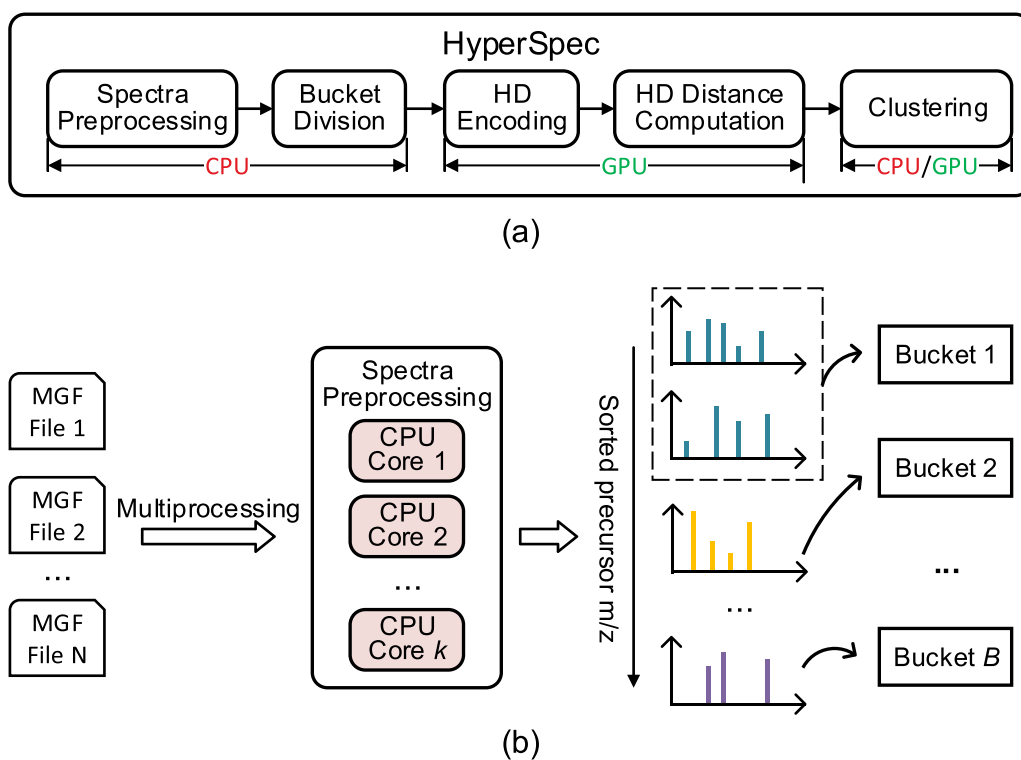 HyperSpec
Spectra
Preprocessing
Bucket
Division
HD
Encoding
HD Distance
Computation
Clustering
CPU
GPU
CPU/GPU
(a)
MGF
File 1
MGF
File 2
...
MGF
File N
Multiprocessing
Spectra
Preprocessing
CPU
Core 1
CPU
Core 2
...
CPU
Core k
Sorted precursor m/z
...
Bucket 1
Bucket 2
...
Bucket B
(b)